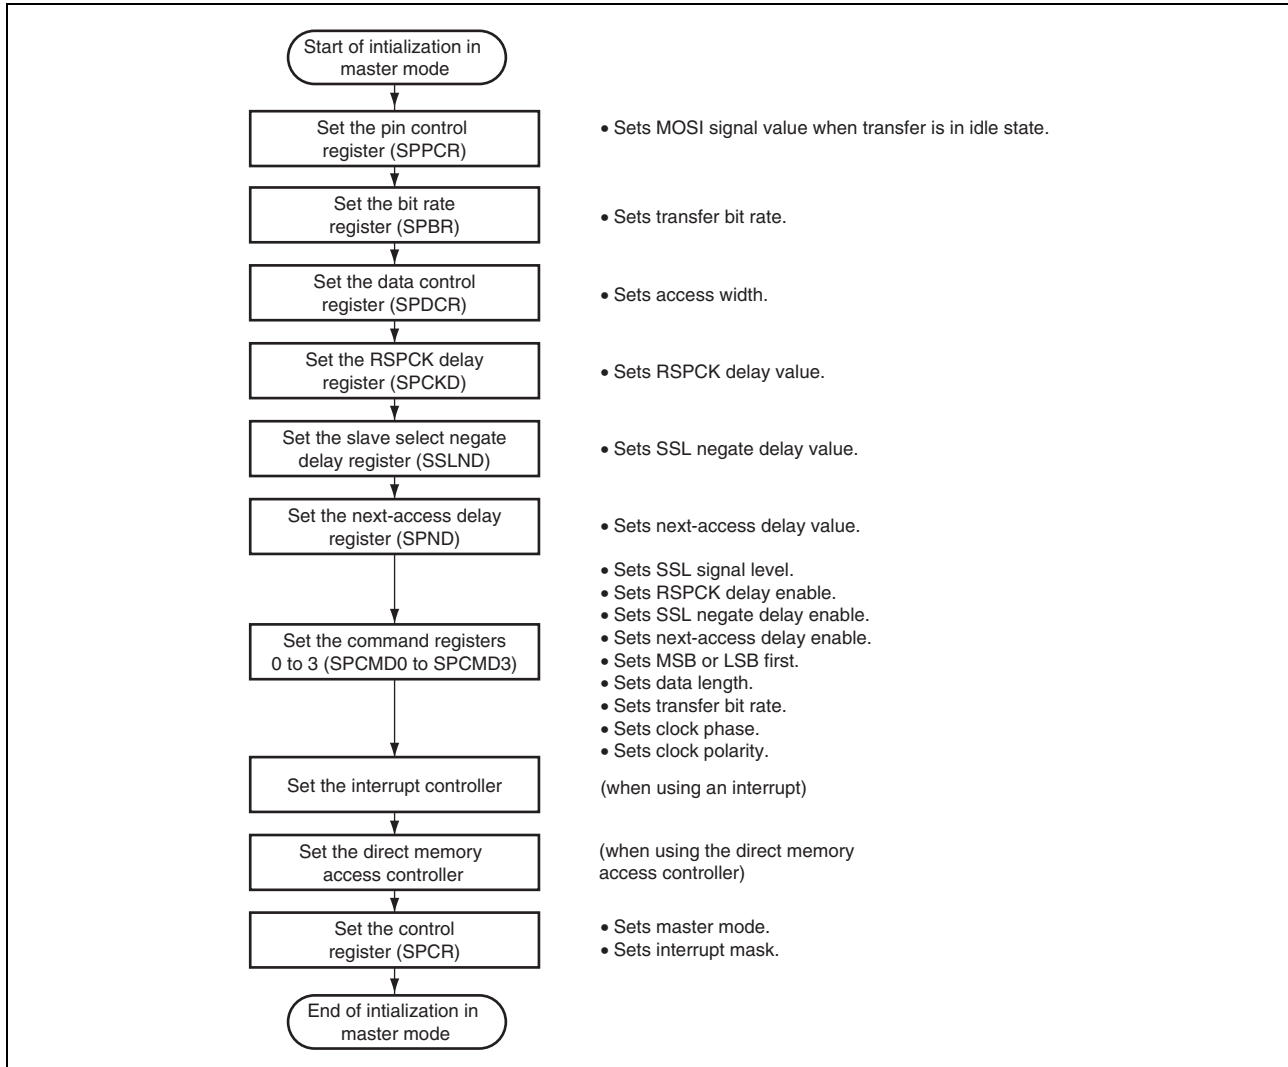 Start of intialization in
master mode
Set the pin control
register (SPPCR)
• Sets MOSI signal value when transfer is in idle state.
Set the bit rate
register (SPBR)
• Sets transfer bit rate.
Set the data control
register (SPDCR)
• Sets access width.
Set the RSPCK delay
register (SPCKD)
• Sets RSPCK delay value.
Set the slave select negate
delay register (SSLND)
• Sets SSL negate delay value.
Set the next-access delay
register (SPND)
• Sets next-access delay value.
Set the command registers
0 to 3 (SPCMD0 to SPCMD3)
• Sets SSL signal level.
• Sets RSPCK delay enable.
• Sets SSL negate delay enable.
• Sets next-access delay enable.
• Sets MSB or LSB first.
• Sets data length.
• Sets transfer bit rate.
• Sets clock phase.
• Sets clock polarity.
Set the interrupt controller
(when using an interrupt)
Set the direct memory
access controller
(when using the direct memory
access controller)
Set the control
register (SPCR)
• Sets master mode.
• Sets interrupt mask.
End of intialization in
master mode